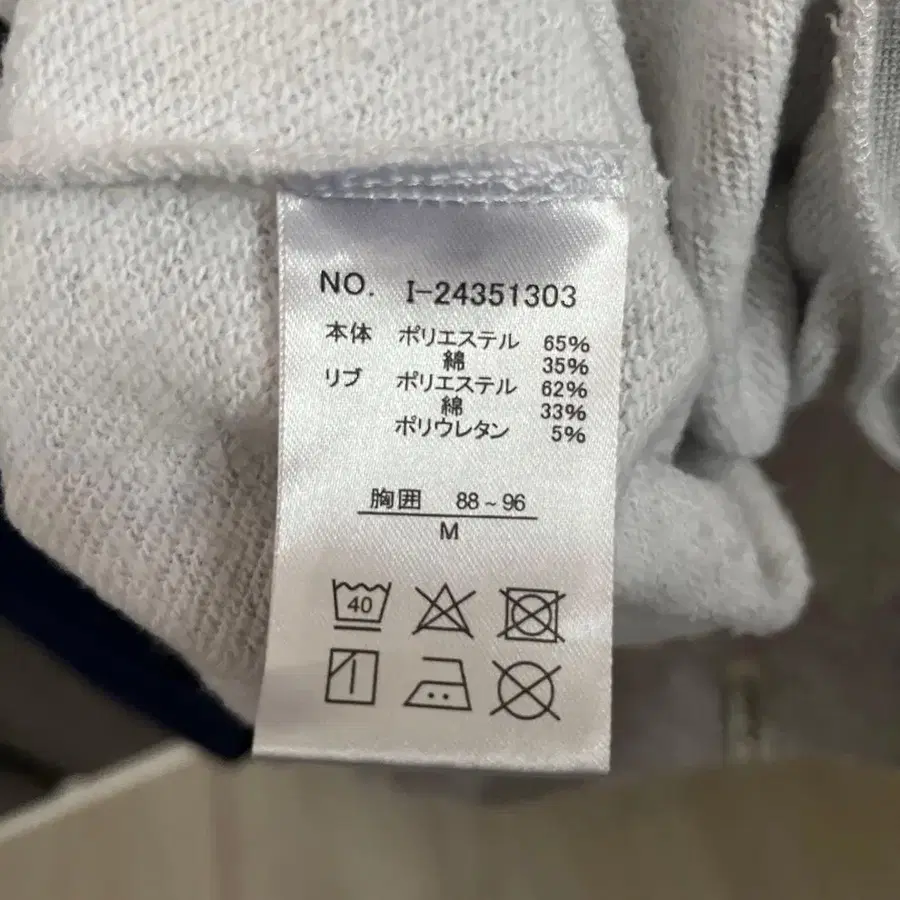 NO. I-24351303
本体 ポリエステル 65%
綿 35%
リブ ポリエステル 62%
綿 33%
ポリウレタン 5%
胸囲 88~96
M
40